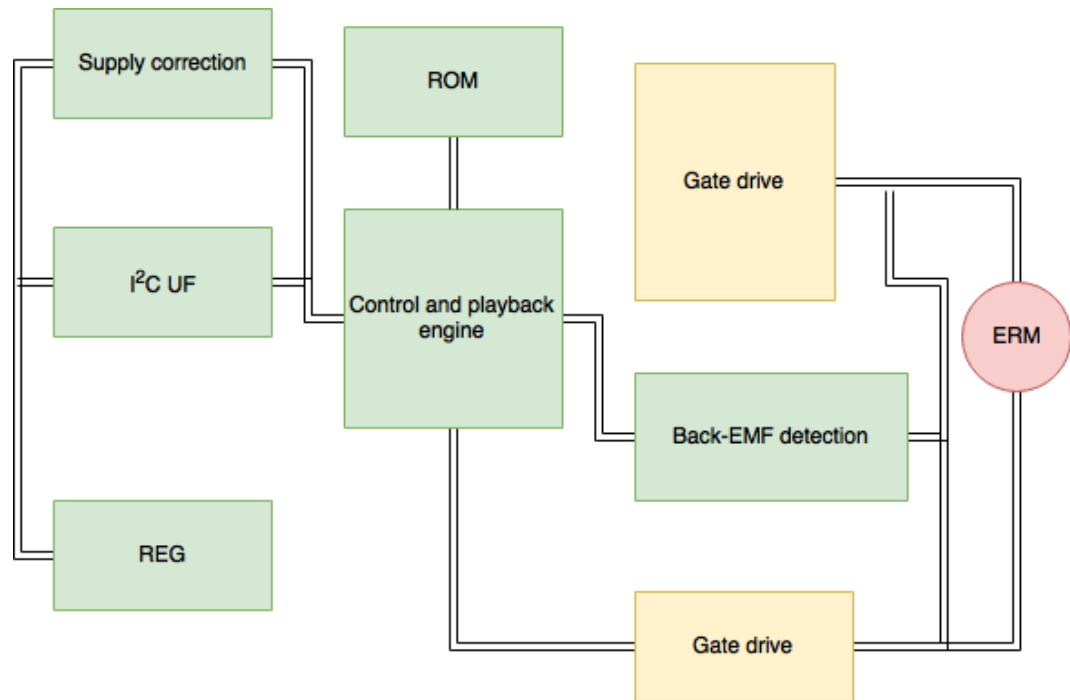 Supply correction
ROM
Gate drive
I²C UF
Control and playback
engine
ERM
Back-EMF detection
REG
Gate drive